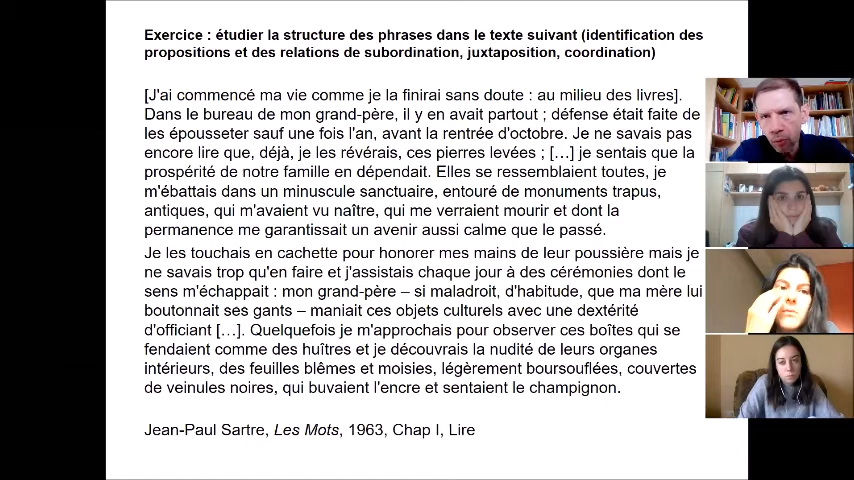 Exercice : étudier la structure des phrases dans le texte suivant (identification des
propositions et des relations de subordination, juxtaposition, coordination)
[J'ai commencé ma vie comme je la finirai sans doute : au milieu des livres].
Dans le bureau de mon grand-père, il y en avait partout ; défense était faite de
les épousseter sauf une fois l'an, avant la rentrée d'octobre. Je ne savais pas
encore lire que, déjà, je les révérais, ces pierres levées ; [...] je sentais que la
prospérité de notre famille en dépendait. Elles se ressemblaient toutes, je
m'ébattais dans un minuscule sanctuaire, entouré de monuments trapus,
antiques, qui m'avaient vu naître, qui me verraient mourir et dont la
permanence me garantissait un avenir aussi calme que le passé.
Je les touchais en cachette pour honorer mes mains de leur poussière mais je
ne savais trop qu'en faire et j'assistais chaque jour à des cérémonies dont le
sens m'échappait : mon grand-père – si maladroit, d'habitude, que ma mère lui
boutonnait ses gants – maniait ces objets culturels avec une dextérité
d'officiant [...]. Quelquefois je m'approchais pour observer ces boîtes qui se
fendaient comme des huîtres et je découvrais la nudité de leurs organes
intérieurs, des feuilles blêmes et moisies, légèrement boursouflées, couvertes
de veinules noires, qui buvaient l'encre et sentaient le champignon.
Jean-Paul Sartre, Les Mots, 1963, Chap I, Lire